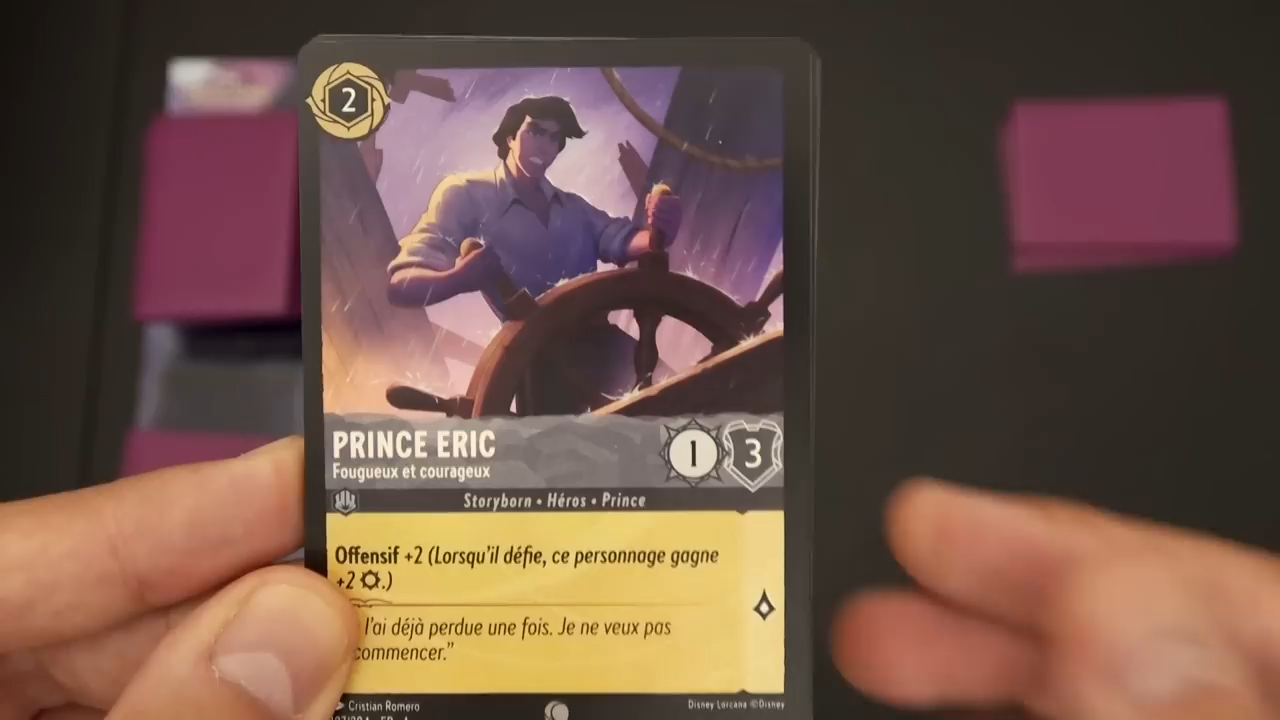 2
PRINCE ERIC
Fougueux et courageux
1
3
Storyborn • Héros • Prince
Offensif +2 (Lorsqu'il défie, ce personnage gagne
+2 .)
l'ai déjà perdue une fois. Je ne veux pas
commencer."
Cristian Romero
Disney Lorcana ©Disney